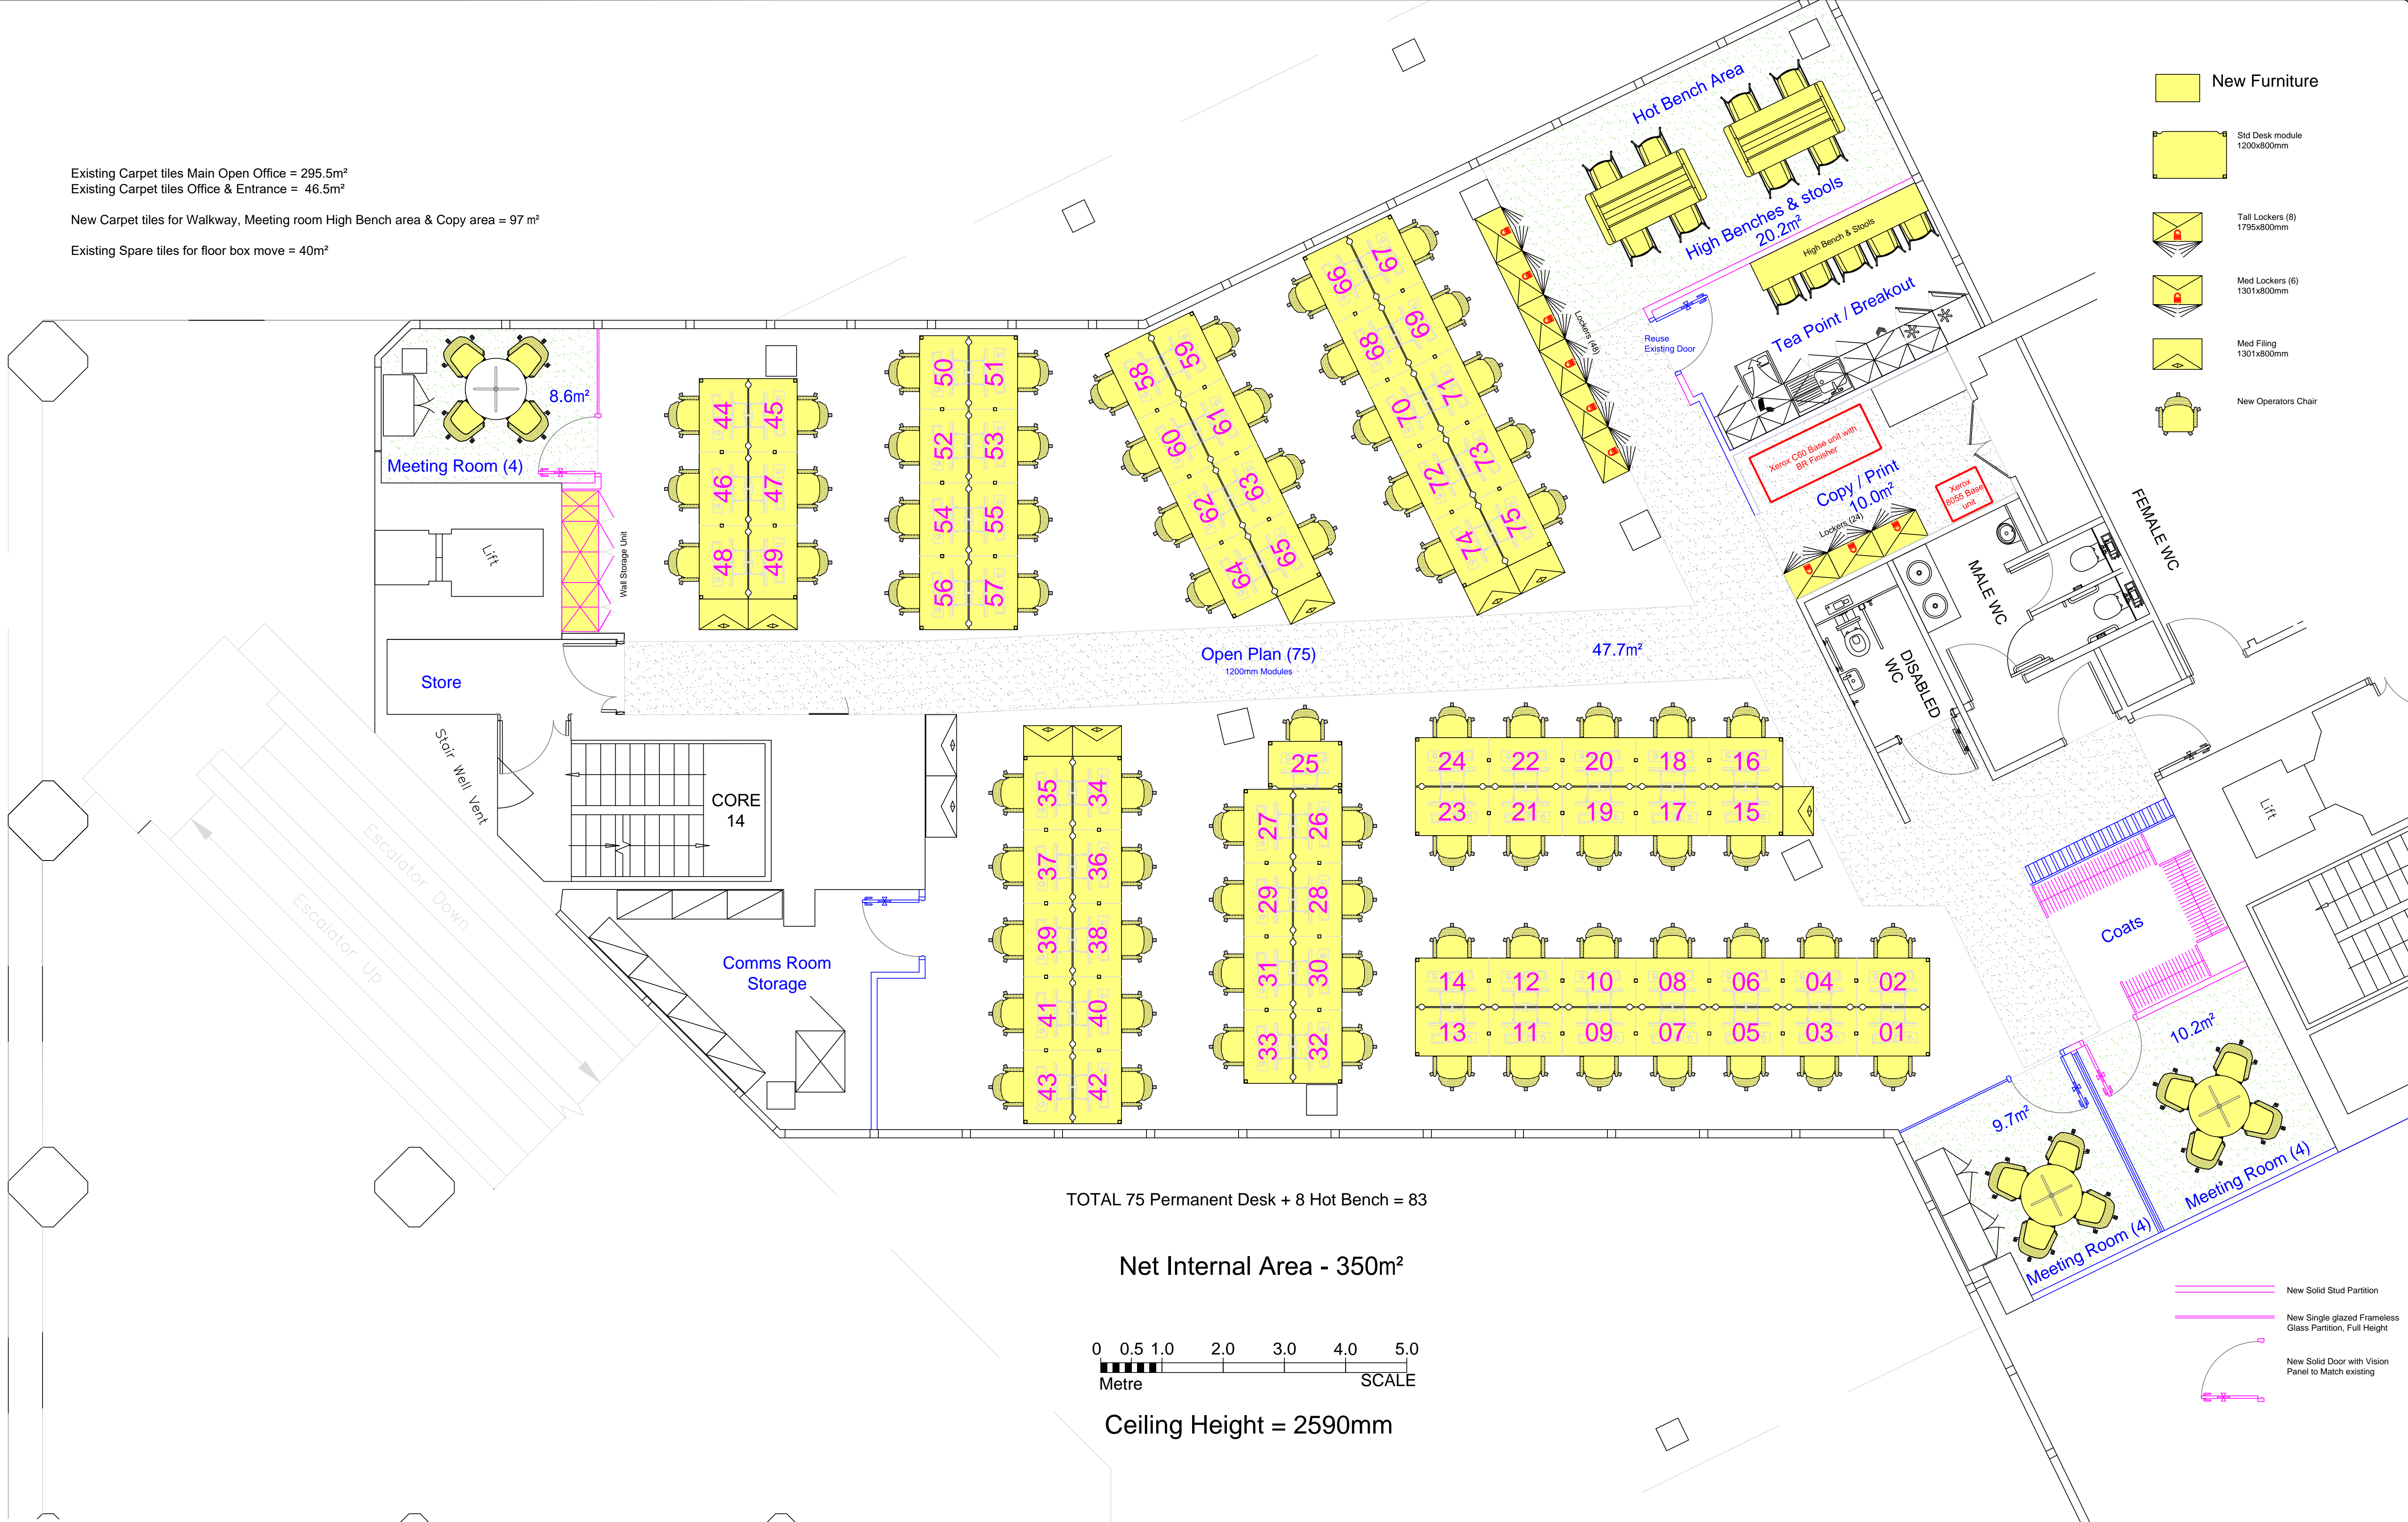 Existing Carpet tiles Main Open Office = 295.5m²
Existing Carpet tiles Office & Entrance = 46.5m²
New Carpet tiles for Walkway, Meeting room High Bench area & Copy area = 97 m²
Existing Spare tiles for floor box move = 40m²
New Furniture
Std Desk module
1200x800mm
Tall Lockers (8)
1795x800mm
Med Lockers (6)
1301x800mm
Med Filing
1301x800mm
New Operators Chair
Hot Bench Area
High Benches & stools
20.2m²
High Bench & Stools
Tea Point / Breakout
Reuse
Existing Door
Lockers (48)
Xerox C60 Base unit with
BR Finisher
Copy / Print
10.0m²
Xerox
8055 Base
unit
Lockers (24)
FEMALE WC
MALE WC
DISABLED
WC
8.6m²
Meeting Room (4)
Lift
Wall Storage Unit
Store
Stair Well Vent
CORE
14
Escalator Down
Escalator Up
Comms Room
Storage
44 45
46 47
48 49
50 51
52 53
54 55
56 57
58 59
60 61
62 63
64 65
66 67
68 69
70 71
72 73
74 75
Open Plan (75)
1200mm Modules
47.7m²
35 34
37 36
39 38
41 40
43 42
25
27 26
29 28
31 30
33 32
24 22 20 18 16
23 21 19 17 15
14 12 10 08 06 04 02
13 11 09 07 05 03 01
Lift
Coats
10.2m²
Meeting Room (4)
9.7m²
Meeting Room (4)
TOTAL 75 Permanent Desk + 8 Hot Bench = 83
Net Internal Area - 350m²
0 0.5 1.0 2.0 3.0 4.0 5.0
Metre SCALE
Ceiling Height = 2590mm
New Solid Stud Partition
New Single glazed Frameless
Glass Partition, Full Height
New Solid Door with Vision
Panel to Match existing